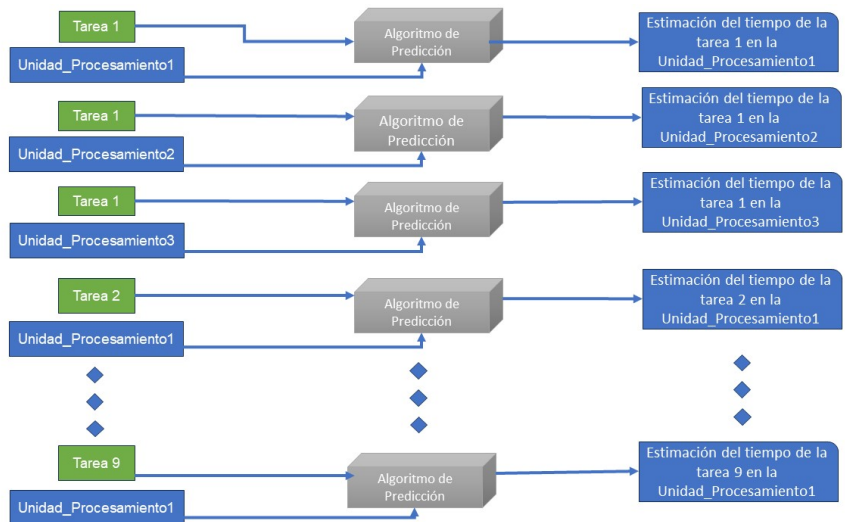 Tarea 1
Unidad_Procesamiento1
Algoritmo de
Predicción
Estimación del tiempo de la
tarea 1 en la
Unidad_Procesamiento1
Tarea 1
Unidad_Procesamiento2
Algoritmo de
Predicción
Estimación del tiempo de la
tarea 1 en la
Unidad_Procesamiento2
Tarea 1
Unidad_Procesamiento3
Algoritmo de
Predicción
Estimación del tiempo de la
tarea 1 en la
Unidad_Procesamiento3
Tarea 2
Unidad_Procesamiento1
Algoritmo de
Predicción
Estimación del tiempo de la
tarea 2 en la
Unidad_Procesamiento1
Tarea 9
Unidad_Procesamiento1
Algoritmo de
Predicción
Estimación del tiempo de la
tarea 9 en la
Unidad_Procesamiento1